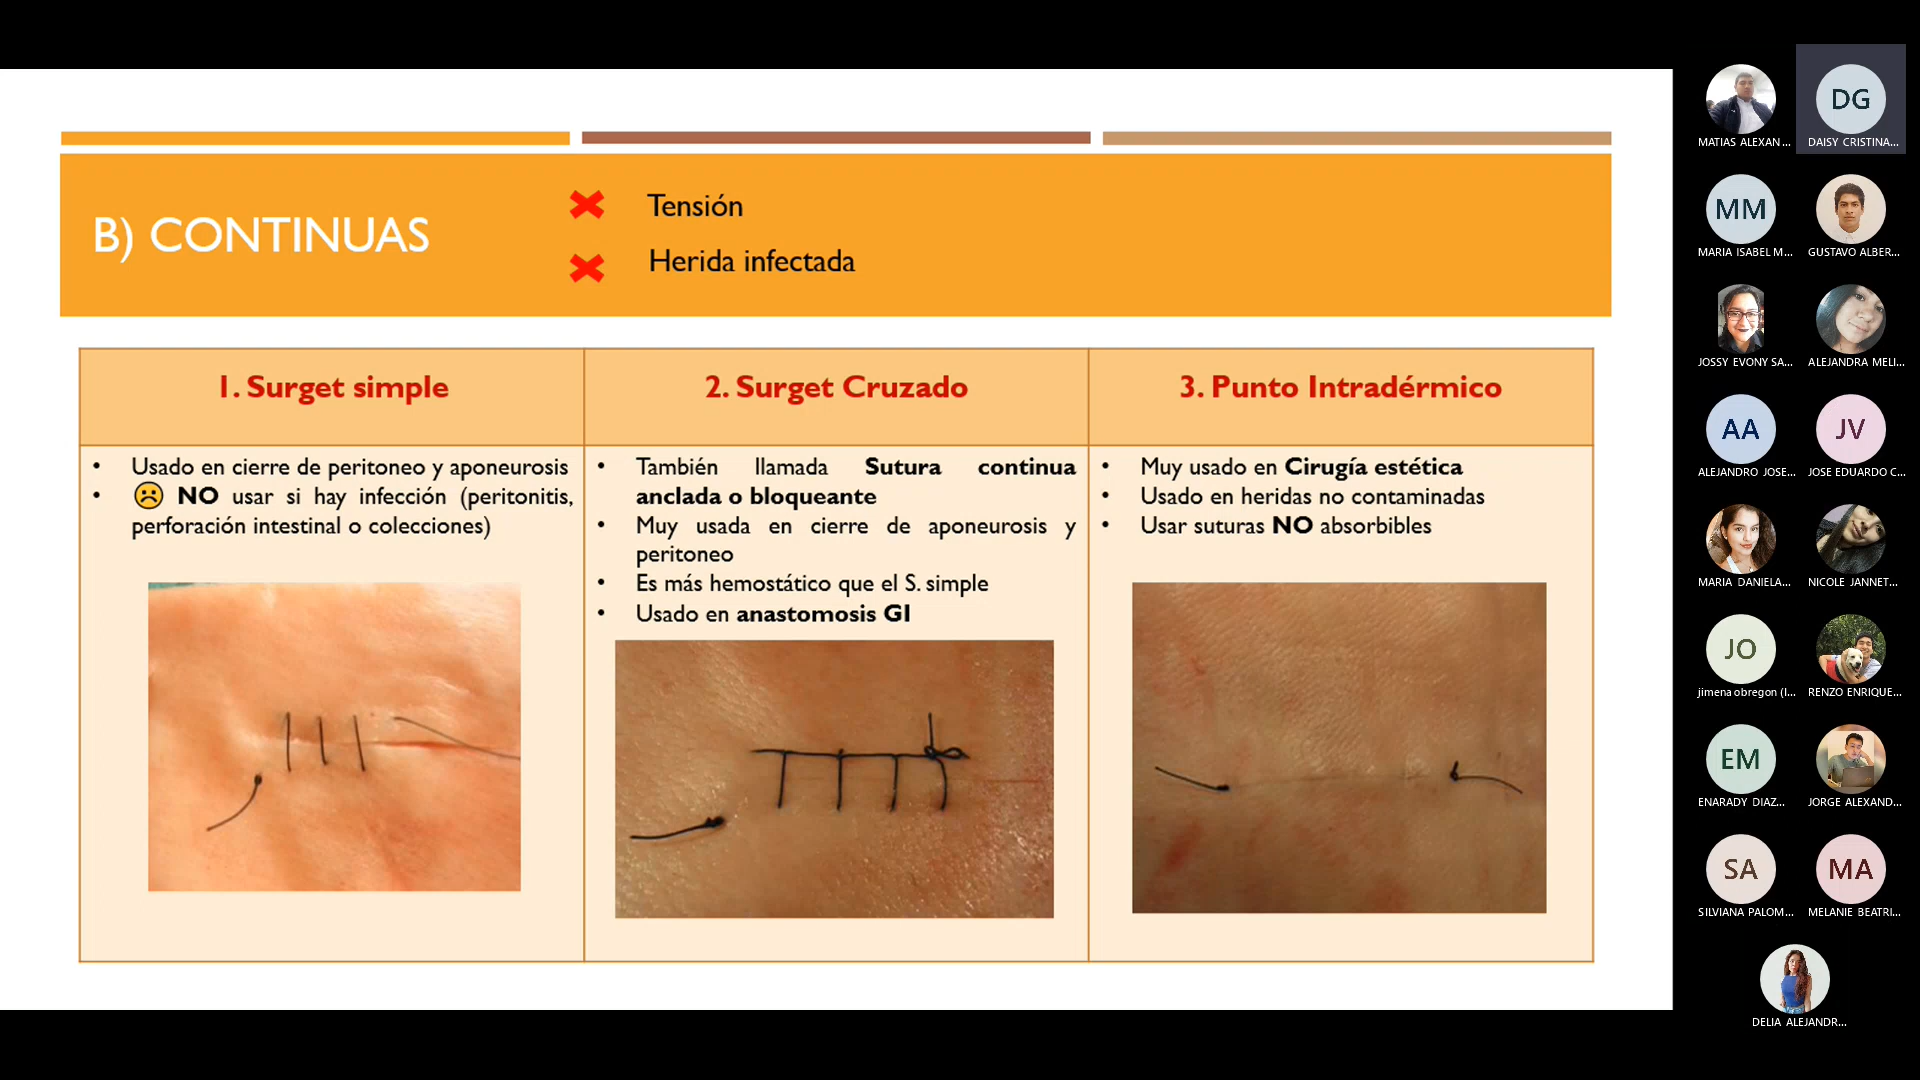 B) CONTINUAS
Tensión
Herida infectada
1. Surget simple
• Usado en cierre de peritoneo y aponeurosis
• ☹ NO usar si hay infección (peritonitis,
perforación intestinal o colecciones)
2. Surget Cruzado
• También llamada Sutura continua
anclada o bloqueante
• Muy usada en cierre de aponeurosis y
peritoneo
• Es más hemostático que el S. simple
• Usado en anastomosis GI
3. Punto Intradérmico
• Muy usado en Cirugía estética
• Usado en heridas no contaminadas
• Usar suturas NO absorbibles
MATIAS ALEXAN...
DG
DAISY CRISTINA...
MM
MARIA ISABEL M...
GUSTAVO ALBER...
JOSSY EVONY SA...
ALEJANDRA MELI...
AA
ALEJANDRO JOSE...
JV
JOSE EDUARDO C...
MARIA DANIELA...
NICOLE JANNET...
JO
jimena obregon (I...
RENZO ENRIQUE...
EM
ENARADY DIAZ...
JORGE ALEXAND...
SA
SILVIANA PALOM...
MA
MELANIE BEATRI...
DELIA ALEJANDR...